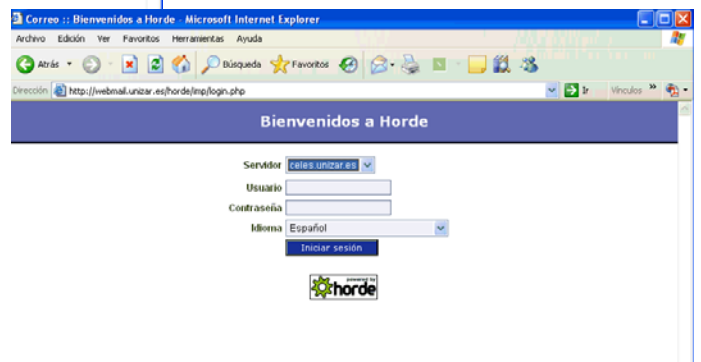 Correo :: Bienvenidos a Horde - Microsoft Internet Explorer
Archivo Edición Ver Favoritos Herramientas Ayuda
Atrás Búsqueda Favoritos
Dirección http://webmail.unizar.es/horde/imp/login.php Ir Vínculos »
Bienvenidos a Horde
Servidor celes.unizar.es
Usuario
Contraseña
Idioma Español
Iniciar sesión
powered by
horde